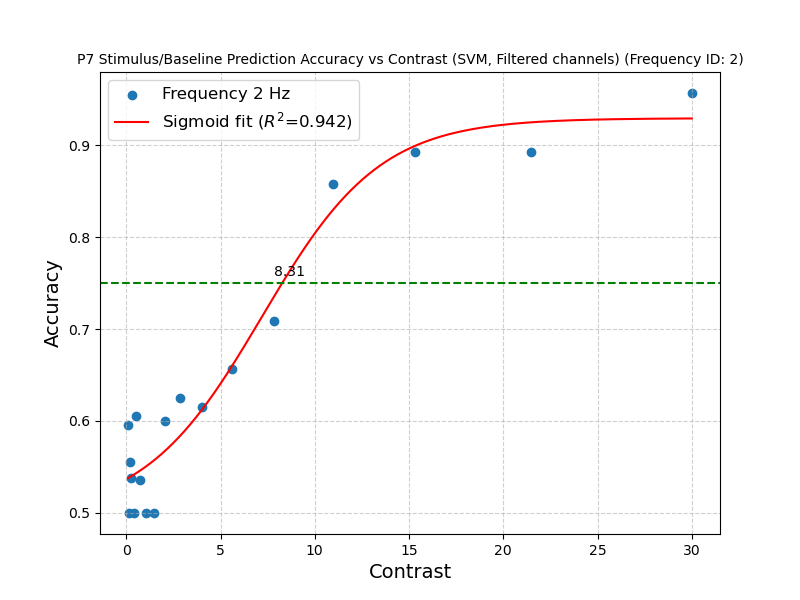 P7 Stimulus/Baseline Prediction Accuracy vs Contrast (SVM, Filtered channels) (Frequency ID: 2)
Frequency 2 Hz
Sigmoid fit (R²=0.942)
0.9
0.8
8.31
0.7
0.6
0.5
Accuracy
0 5 10 15 20 25 30
Contrast